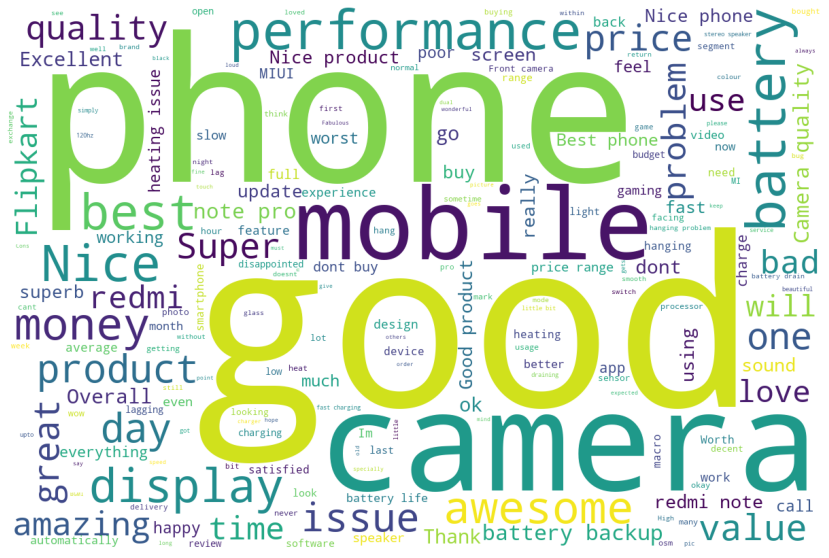 phone
good
camera
mobile
performance
battery
quality
price
Nice phone
Excellent
Nice product
poor
screen
back
MIUI
feel
Flipkart
heating issue
slow
worst
go
use
problem
Best phone
Camera quality
video
now
buy
full
update
experience
best
note pro
working
feature
Super
really
light
fast
gaming
budget
need
Nice
dont buy
price range
dont
charge
bad
superb
redmi
smartphone
Good product
will
money
month
photo
design
device
heating
better
app
using
one
average
product
Overall
low
lot
much
sound
love
lagging
even
great
day
looking
charging
ok
Im
last
Worth
decent
everything
bit
satisfied
macro
work
display
look
battery life
awesome
redmi note
call
amazing
happy
time
issue
never
speaker
Thank
battery backup
value
automatically
review
software
delivery
osm
High
many
pic
open
loved
buying
within
stereo speaker
bought
see
well
brand
black
loud
normal
Front camera
range
segment
return
colour
always
exchange
simply
120hz
first
Fabulous
think
dual
wonderful
used
game
please
bug
night
lag
fine
touch
picture
MI
keep
sometime
facing
hanging problem
hanging
service
hour
hang
must
disappointed
doesnt
give
pro
mark
smooth
switch
processor
battery drain
beautiful
cant
without
glass
others
order
mode
little bit
usage
draining
sensor
expected
week
getting
point
heat
still
wow
fast charging
charger
hope
little
mind
upto
got
say
speed
old
specially
okay
long